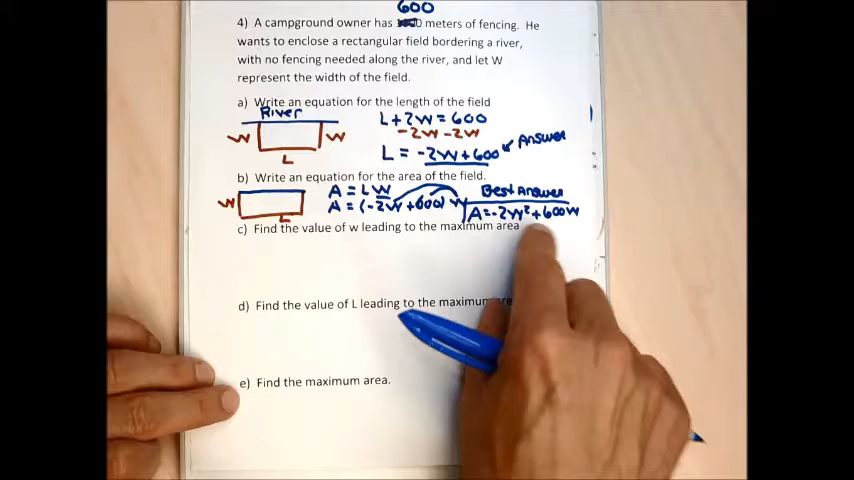 600
4) A campground owner has meters of fencing. He
wants to enclose a rectangular field bordering a river,
with no fencing needed along the river, and let W
represent the width of the field.
a) Write an equation for the length of the field
River
W W
L
L+2W = 600
-2W -2W
L = -2W+600 Answer
b) Write an equation for the area of the field.
W
L
A = LW
A = (-2W+600) W
Best Answer
A=-2W²+600W
c) Find the value of w leading to the maximum area
d) Find the value of L leading to the maximum
e) Find the maximum area.